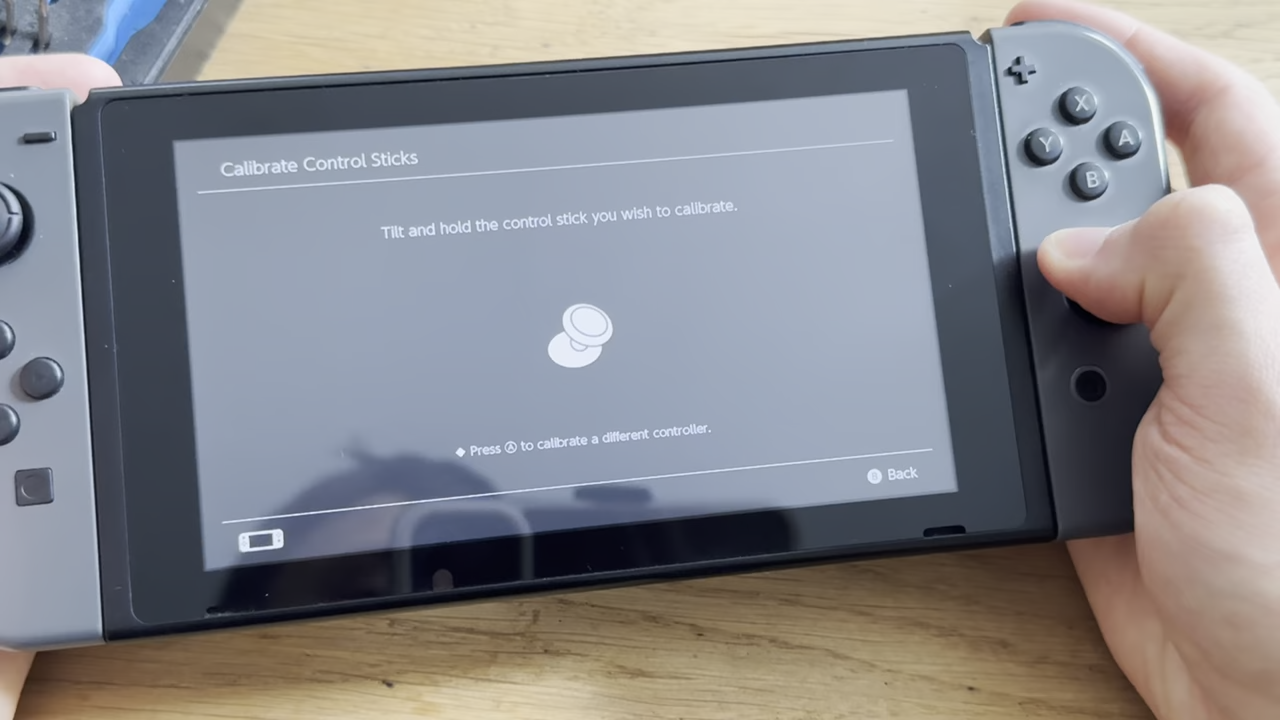 Calibrate Control Sticks
Tilt and hold the control stick you wish to calibrate.
◆ Press Ⓐ to calibrate a different controller.
Ⓑ Back
X
Y
A
B